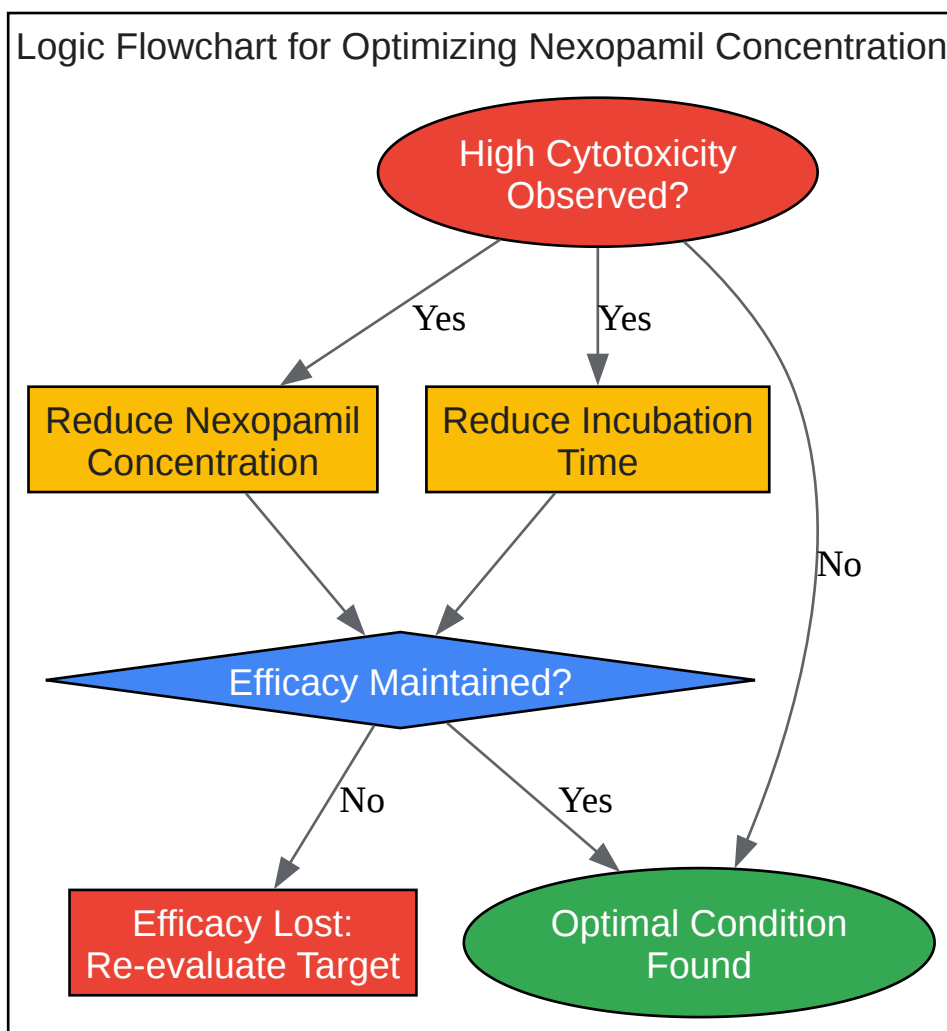 Logic Flowchart for Optimizing Nexopamil Concentration
High Cytotoxicity
Observed?
Yes
Yes
Reduce Nexopamil
Concentration
Reduce Incubation
Time
No
Efficacy Maintained?
No
Yes
Efficacy Lost:
Re-evaluate Target
Optimal Condition
Found